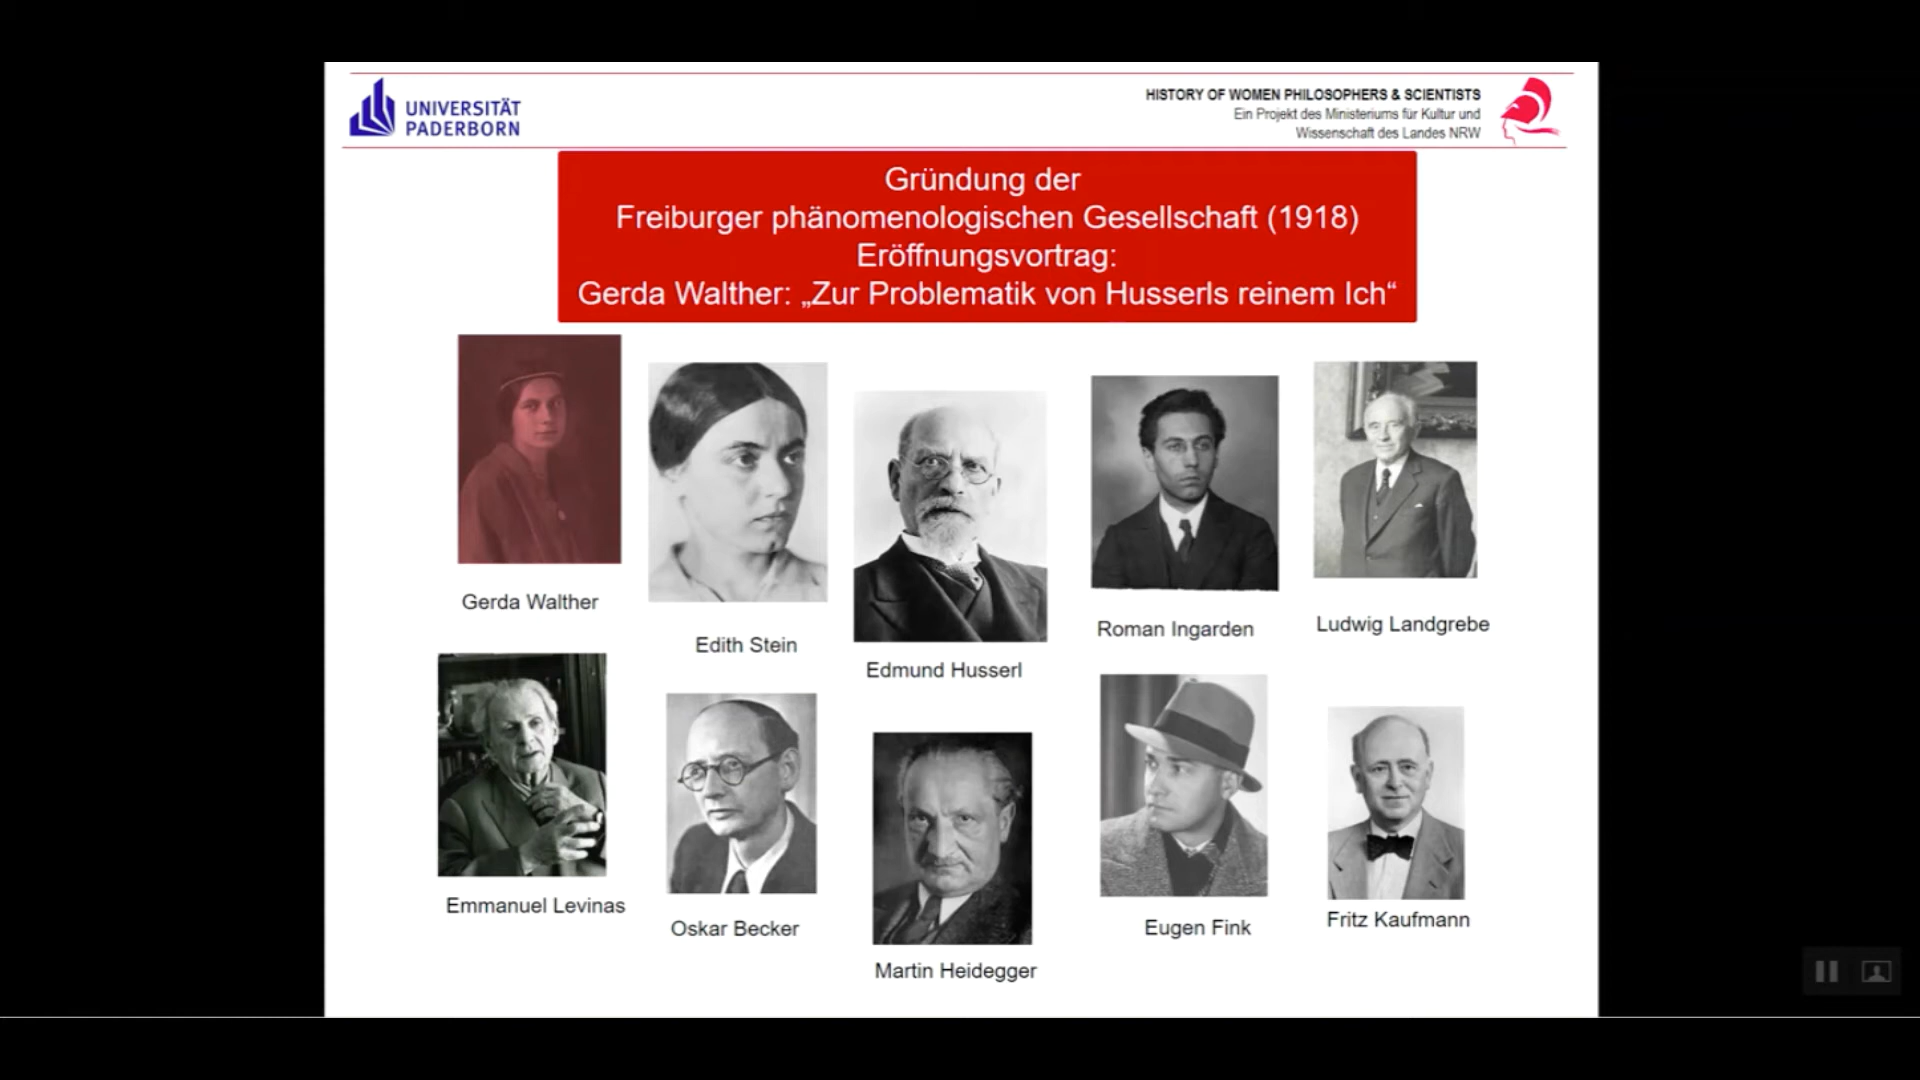 UNIVERSITÄT
PADERBORN
HISTORY OF WOMEN PHILOSOPHERS & SCIENTISTS
Ein Projekt des Ministeriums für Kultur und
Wissenschaft des Landes NRW
Gründung der
Freiburger phänomenologischen Gesellschaft (1918)
Eröffnungsvortrag:
Gerda Walther: „Zur Problematik von Husserls reinem Ich“
Gerda Walther
Edith Stein
Edmund Husserl
Roman Ingarden
Ludwig Landgrebe
Emmanuel Levinas
Oskar Becker
Martin Heidegger
Eugen Fink
Fritz Kaufmann